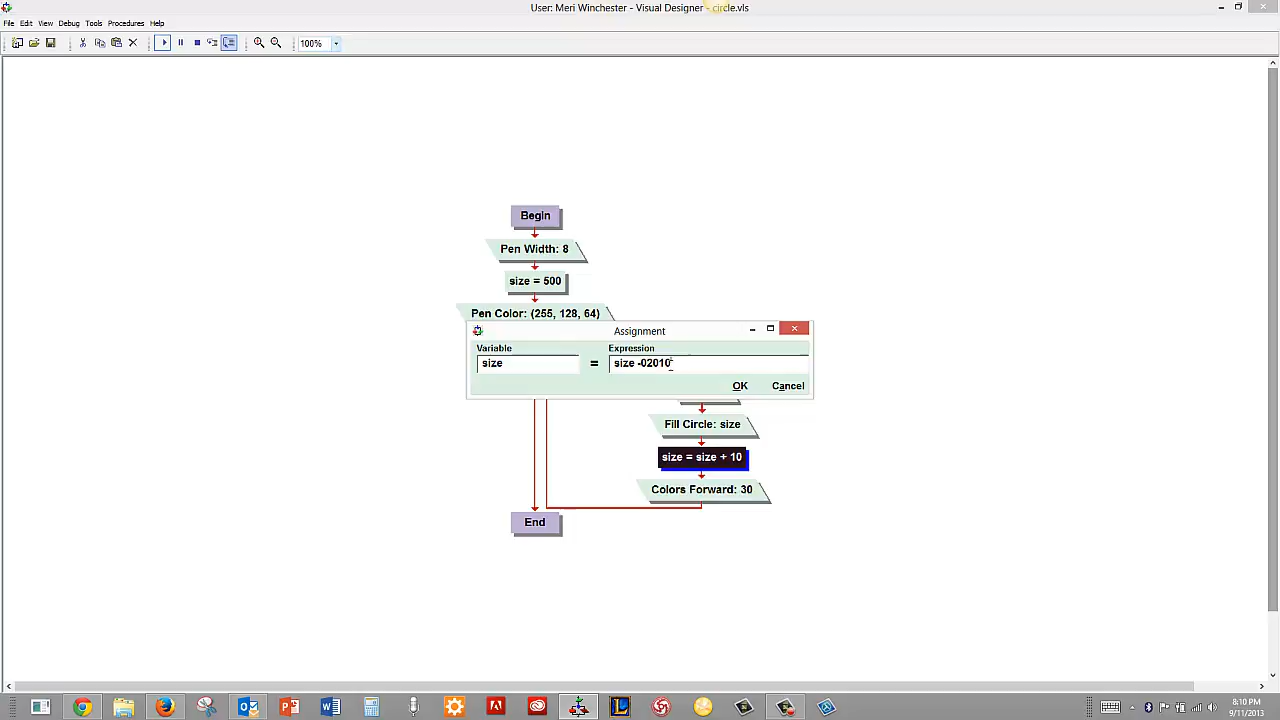 User: Meri Winchester - Visual Designer - circle.vls
File Edit View Debug Tools Procedures Help
100%
Begin
Pen Width: 8
size = 500
Pen Color: (255, 128, 64)
Assignment
Variable Expression
size = size -02010
OK Cancel
Fill Circle: size
size = size + 10
Colors Forward: 30
End
8:10 PM
9/11/2013